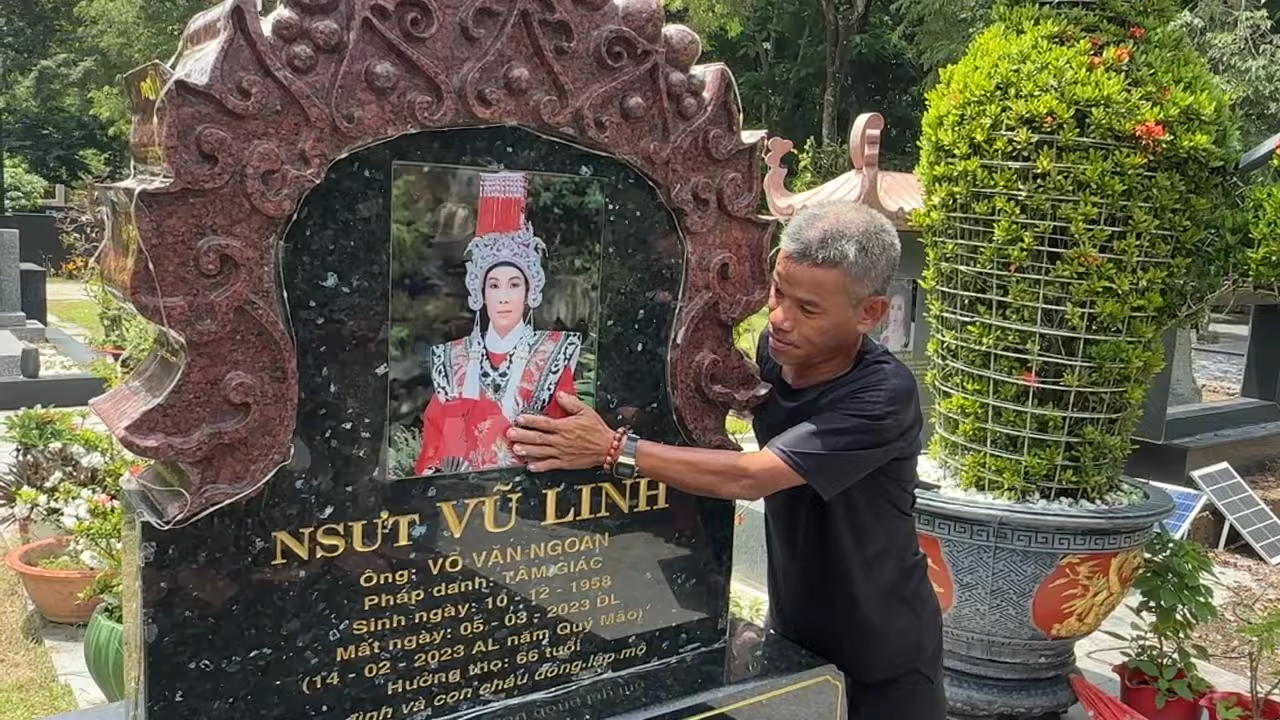 NSƯT VŨ LINH
Ông: VÕ VĂN NGOAN
Pháp danh: TÂM GIÁC
Sinh ngày: 10 - 12 - 1958
Mất ngày: 05 - 03 - 2023 DL
(14 - 02 - 2023 AL năm Quý Mão)
Hưởng thọ: 66 tuổi
đình và con cháu đồng lập mộ